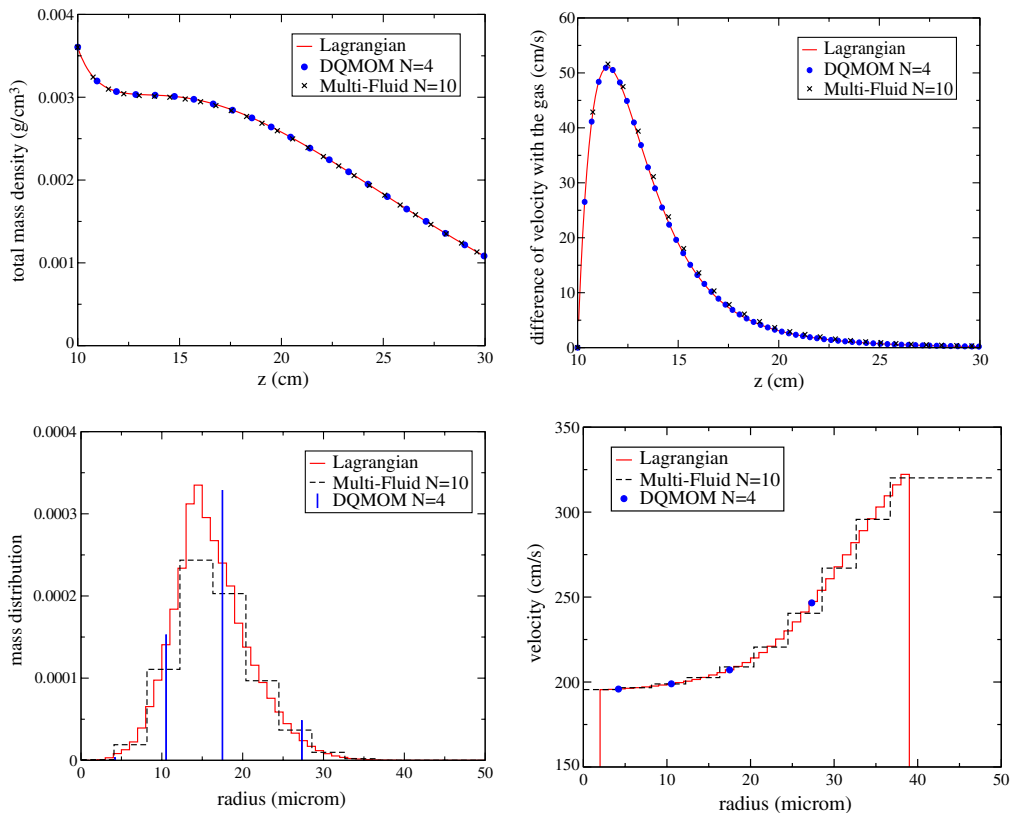 0.004
0.003
0.002
0.001
0
10
15
20
25
30
z (cm)
total mass density (g/cm³)
Lagrangian
DQMOM N=4
Multi-Fluid N=10
60
50
40
30
20
10
0
10
15
20
25
30
z (cm)
difference of velocity with the gas (cm/s)
Lagrangian
DQMOM N=4
Multi-Fluid N=10
0.0004
0.0003
0.0002
0.0001
0
0
10
20
30
40
50
radius (microm)
mass distribution
Lagrangian
Multi-Fluid N=10
DQMOM N=4
350
300
250
200
150
0
10
20
30
40
50
radius (microm)
velocity (cm/s)
Lagrangian
Multi-Fluid N=10
DQMOM N=4